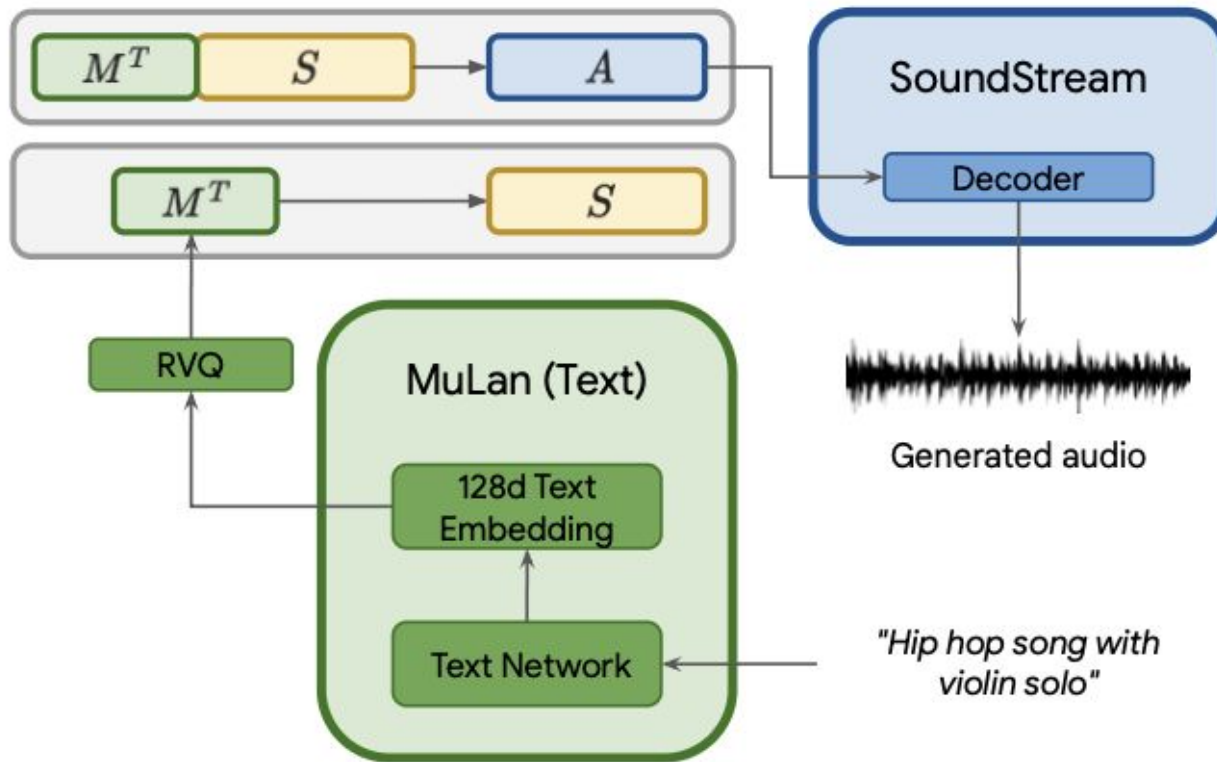 M^T S A
SoundStream
Decoder
M^T S
RVQ
MuLan (Text)
128d Text
Embedding
Text Network
Generated audio
"Hip hop song with
violin solo"